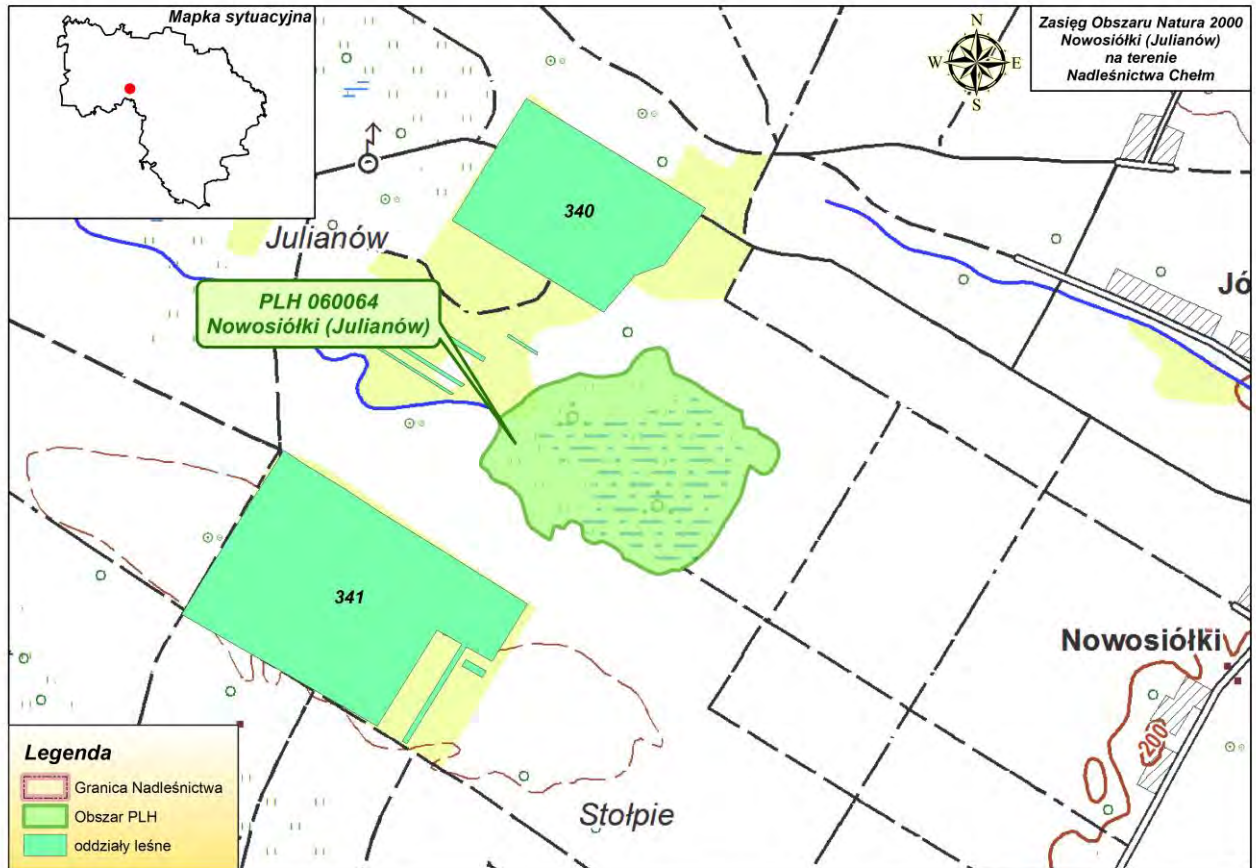 Mapka sytuacyjna
Zasięg Obszaru Natura 2000
Nowosiółki (Julianów)
na terenie
Nadleśnictwa Chełm
N
W
E
S
340
Julianów
PLH 060064
Nowosiółki (Julianów)
Jó
341
Nowosiółki
200
Stołpie
Legenda
Granica Nadleśnictwa
Obszar PLH
oddziały leśne